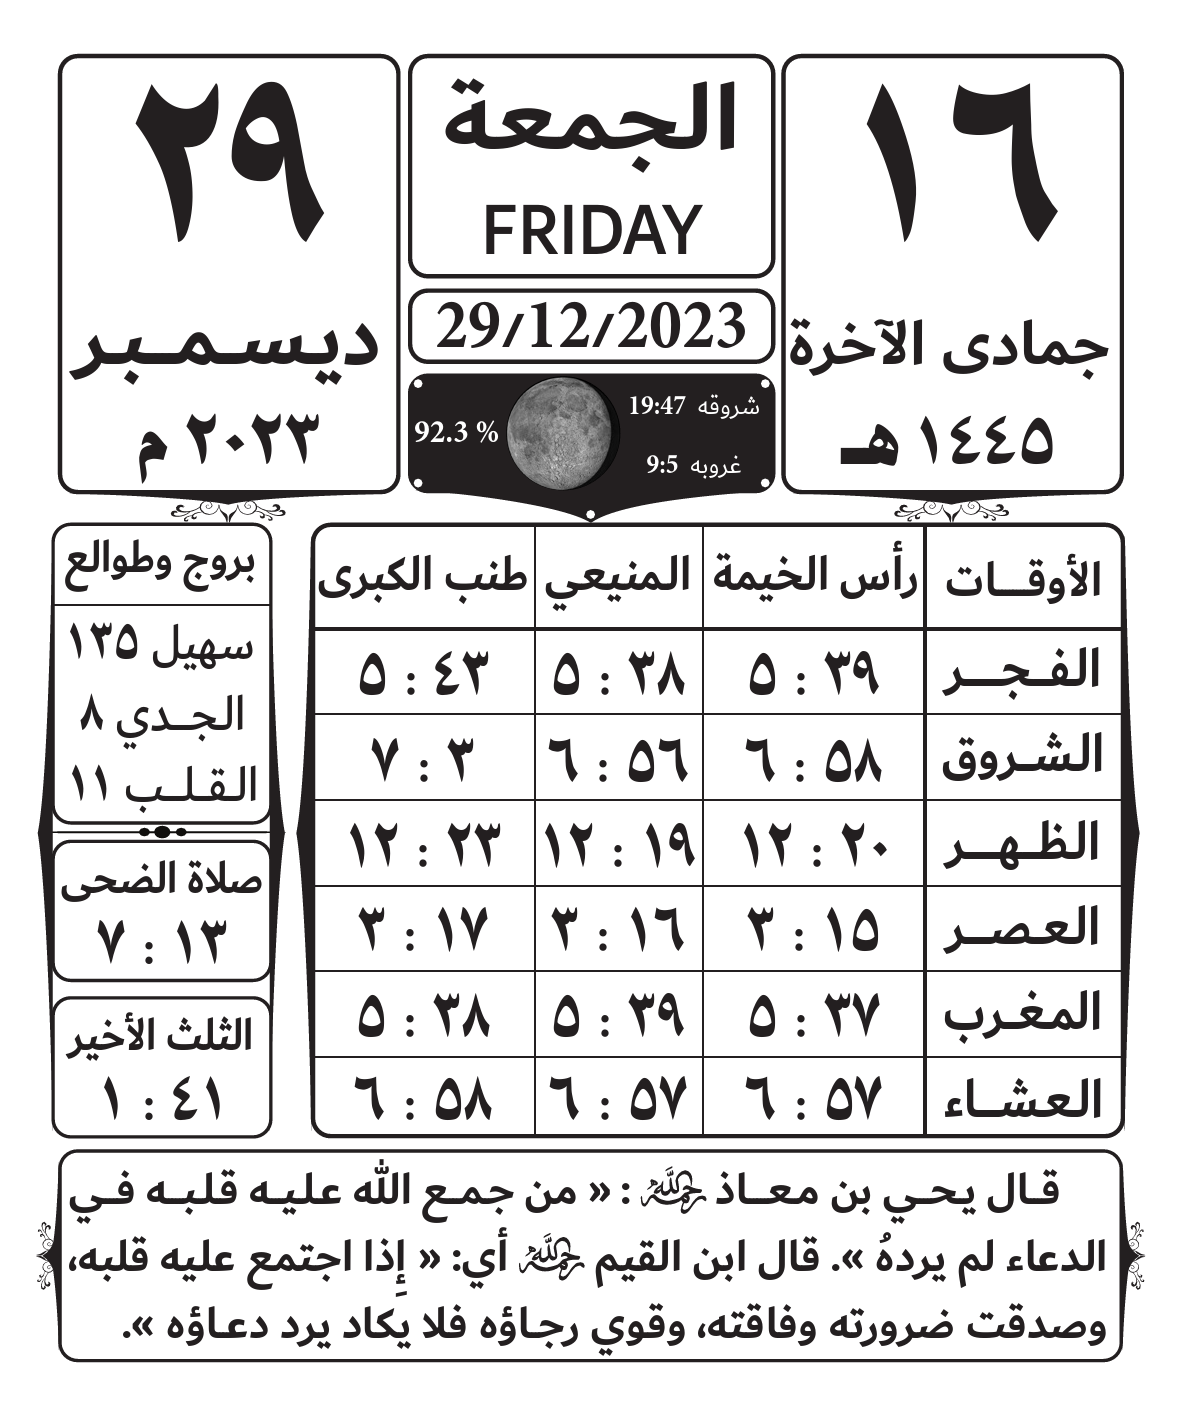 ١٦
جمادى الآخرة
١٤٤٥ هـ
الجمعة
FRIDAY
29/12/2023
شروقه 19:47
غروبه 9:5
92.3 %
٢٩
ديسمبر
٢٠٢٣ م
الأوقات رأس الخيمة المنيعي طنب الكبرى
الفجر ٣٩ : ٥ ٣٨ : ٥ ٤٣ : ٥
الشروق ٥٨ : ٦ ٥٦ : ٦ ٣ : ٧
الظهر ٢٠ : ١٢ ١٩ : ١٢ ٢٣ : ١٢
العصر ١٥ : ٣ ١٦ : ٣ ١٧ : ٣
المغرب ٣٧ : ٥ ٣٩ : ٥ ٣٨ : ٥
العشاء ٥٧ : ٦ ٥٧ : ٦ ٥٨ : ٦
بروج وطوالع
سهيل ١٣٥
الجدي ٨
القلب ١١
صلاة الضحى
١٣ : ٧
الثلث الأخير
٤١ : ١
قال يحي بن معاذ رحمه الله : « من جمع الله عليه قلبه في
الدعاء لم يردهُ ». قال ابن القيم رحمه الله أي: « إِذا اجتمع عليه قلبه،
وصدقت ضرورته وفاقته، وقوي رجاؤه فلا يكاد يرد دعاؤه ».